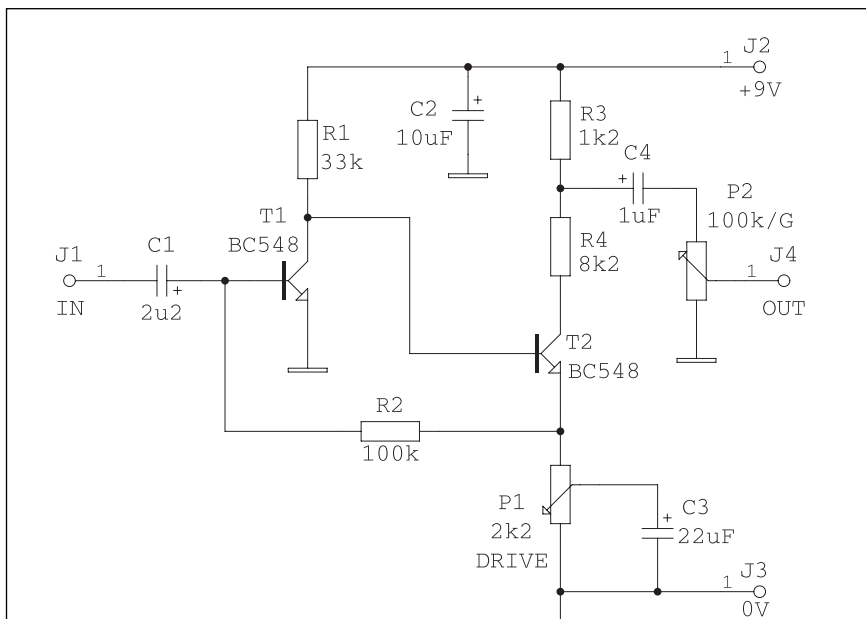 1
J2
+9V
C2
+
10uF
R3
1k2
R1
33k
C4
+
1uF
P2
100k/G
T1
BC548
J1
1
IN
C1
+
2u2
R4
8k2
J4
1
OUT
T2
BC548
R2
100k
P1
2k2
DRIVE
+
C3
22uF
J3
1
0V